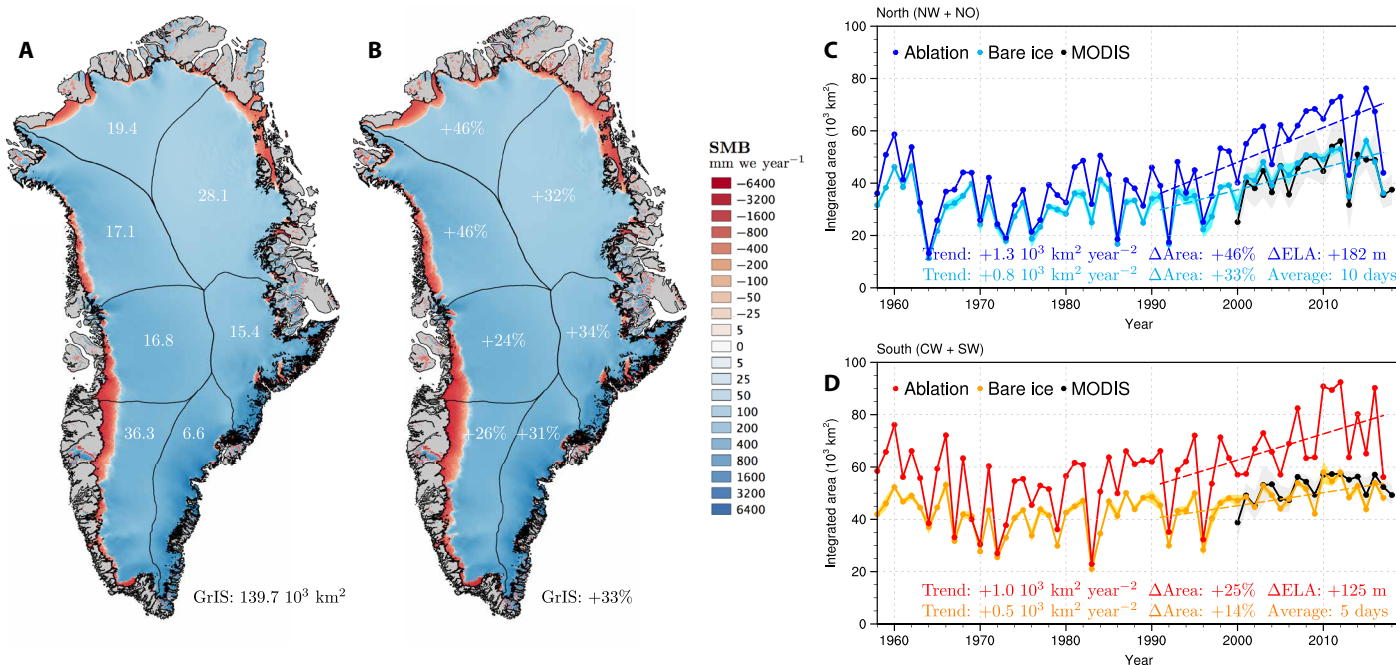 A
19.4
28.1
17.1
16.8
15.4
36.3
6.6
GrIS: 139.7 10³ km²
B
+46%
+32%
+46%
+24%
+34%
+26%
+31%
GrIS: +33%
SMB
mm we year⁻¹
−6400
−3200
−1600
−800
−400
−200
−100
−50
−25
5
0
5
25
50
100
200
400
800
1600
3200
6400
North (NW + NO)
C
Ablation Bare ice MODIS
100
80
60
40
20
0
Integrated area (10³ km²)
Trend: +1.3 10³ km² year⁻² ΔArea: +46% ΔELA: +182 m
Trend: +0.8 10³ km² year⁻² ΔArea: +33% Average: 10 days
1960 1970 1980 1990 2000 2010
Year
South (CW + SW)
D
Ablation Bare ice MODIS
100
80
60
40
20
0
Integrated area (10³ km²)
Trend: +1.0 10³ km² year⁻² ΔArea: +25% ΔELA: +125 m
Trend: +0.5 10³ km² year⁻² ΔArea: +14% Average: 5 days
1960 1970 1980 1990 2000 2010
Year